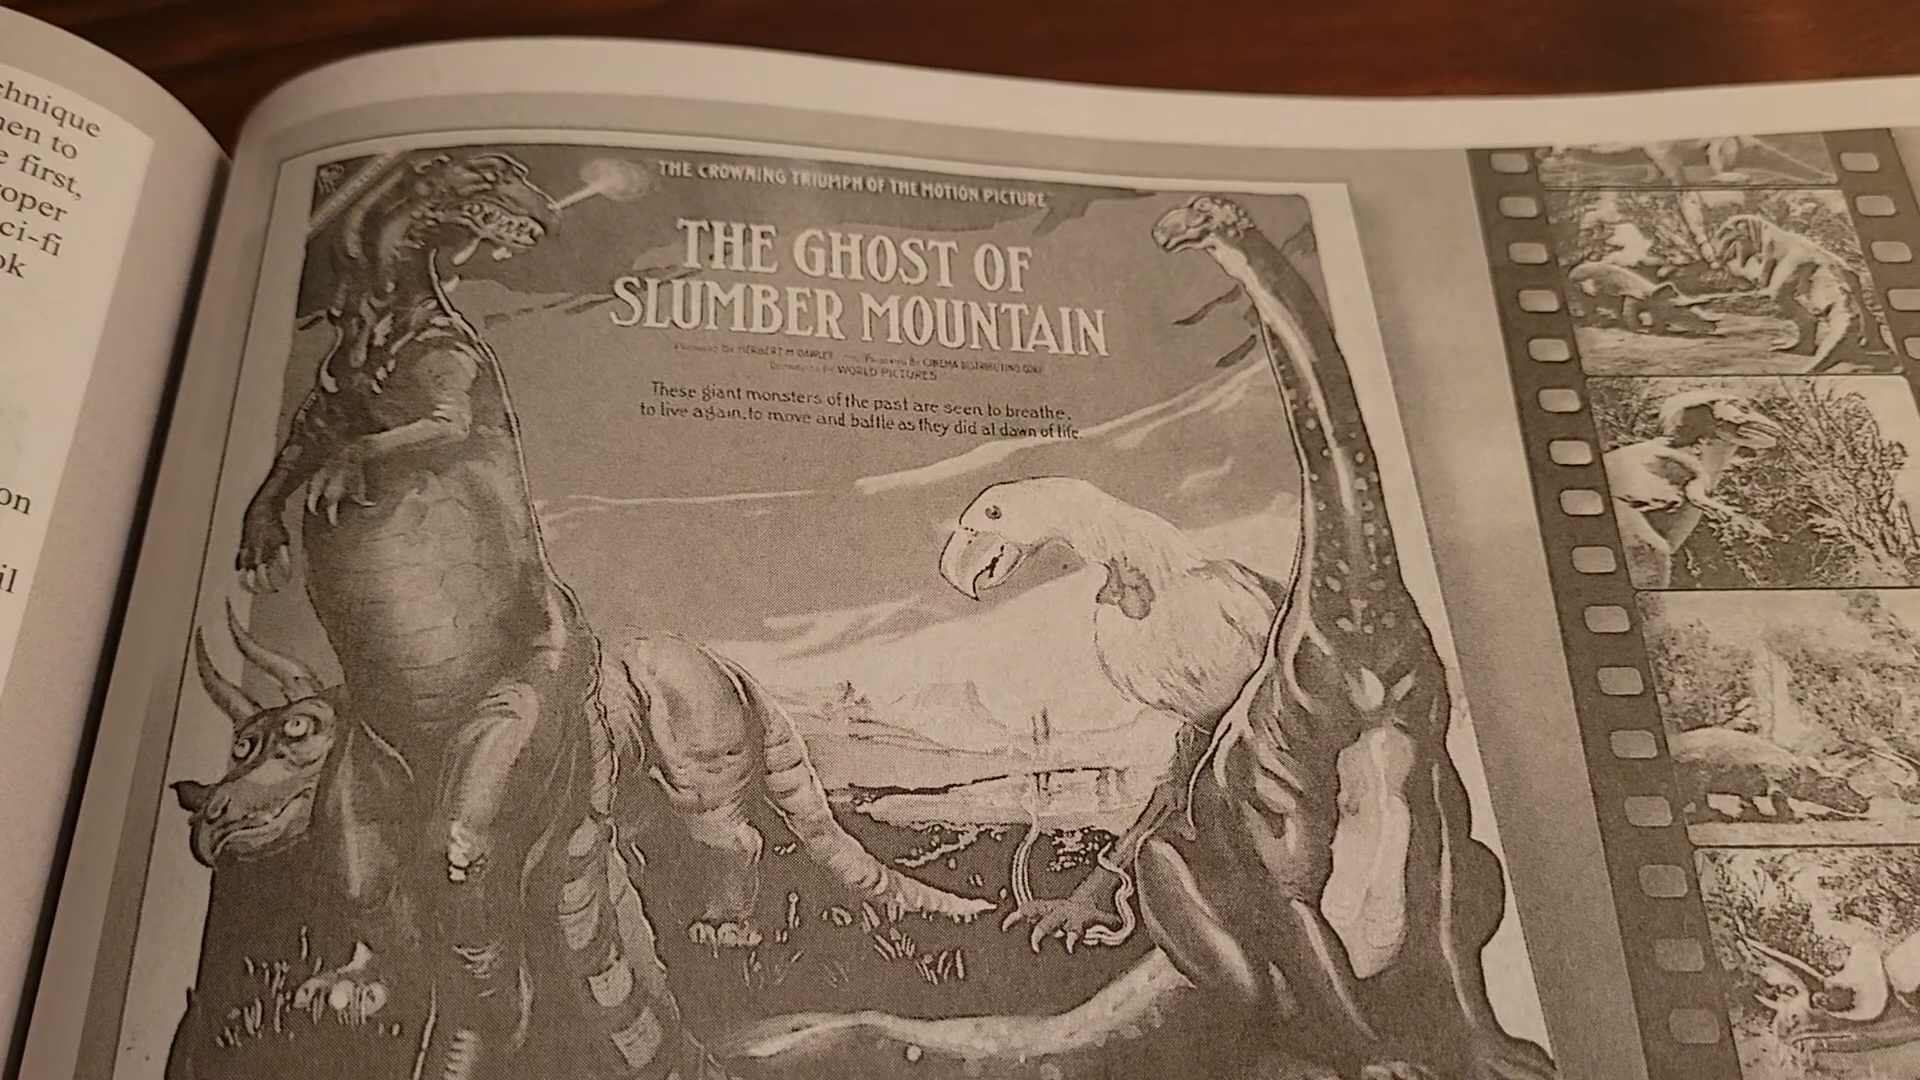 chnique
en to
e first,
oper
ci-fi
ok
on
il
THE CROWNING TRIUMPH OF THE MOTION PICTURE
THE GHOST OF
SLUMBER MOUNTAIN
Produced By HERBERT M DAWLEY Presented By CINEMA DISTRIBUTING CORP.
Distributed by WORLD PICTURES
These giant monsters of the past are seen to breathe,
to live again, to move and battle as they did at dawn of life.